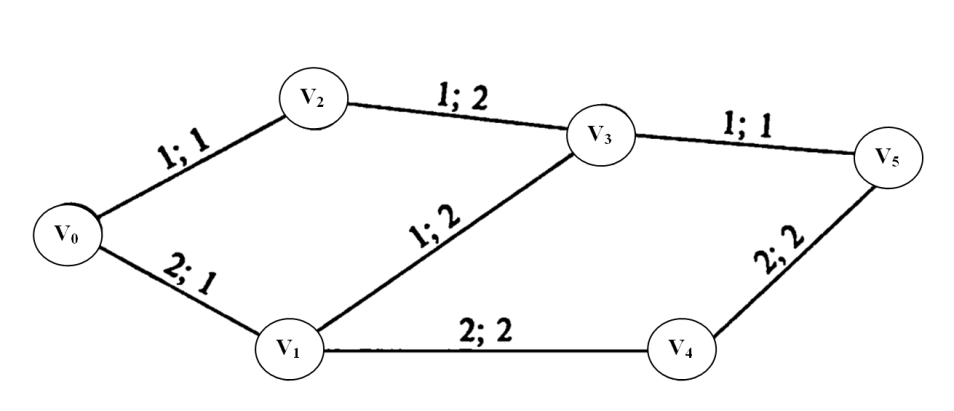 V₂
1; 2
1; 1
V₃
1; 1
V₅
V₀
1; 2
2; 2
2; 1
2; 2
V₁
V₄